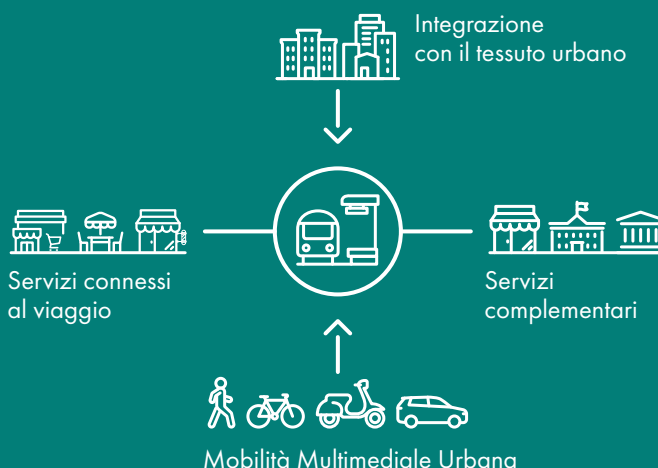 Integrazione
con il tessuto urbano
Servizi connessi
al viaggio
Servizi
complementari
Mobilità Multimediale Urbana